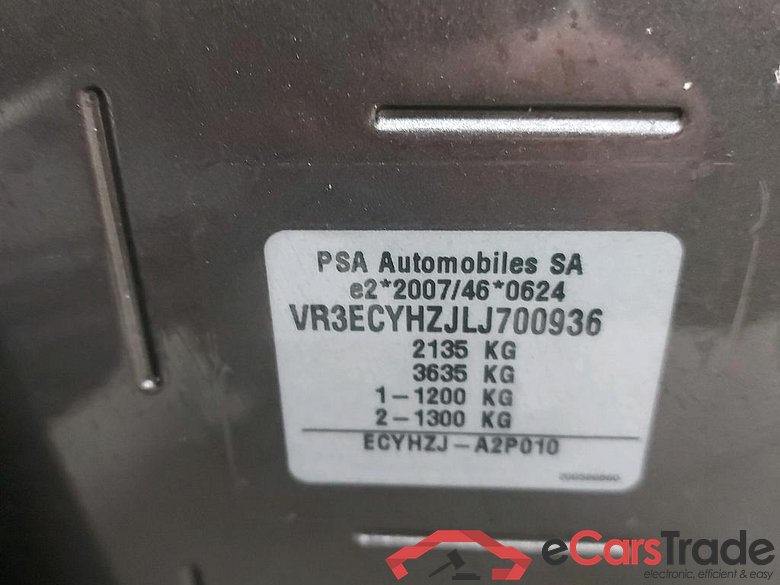 PSA Automobiles SA
e2*2007/46*0624
VR3ECYHZJLJ700936
2135 KG
3635 KG
1-1200 KG
2-1300 KG
ECYHZJ-A2P010
eCarsTrade
electronic, efficient & easy